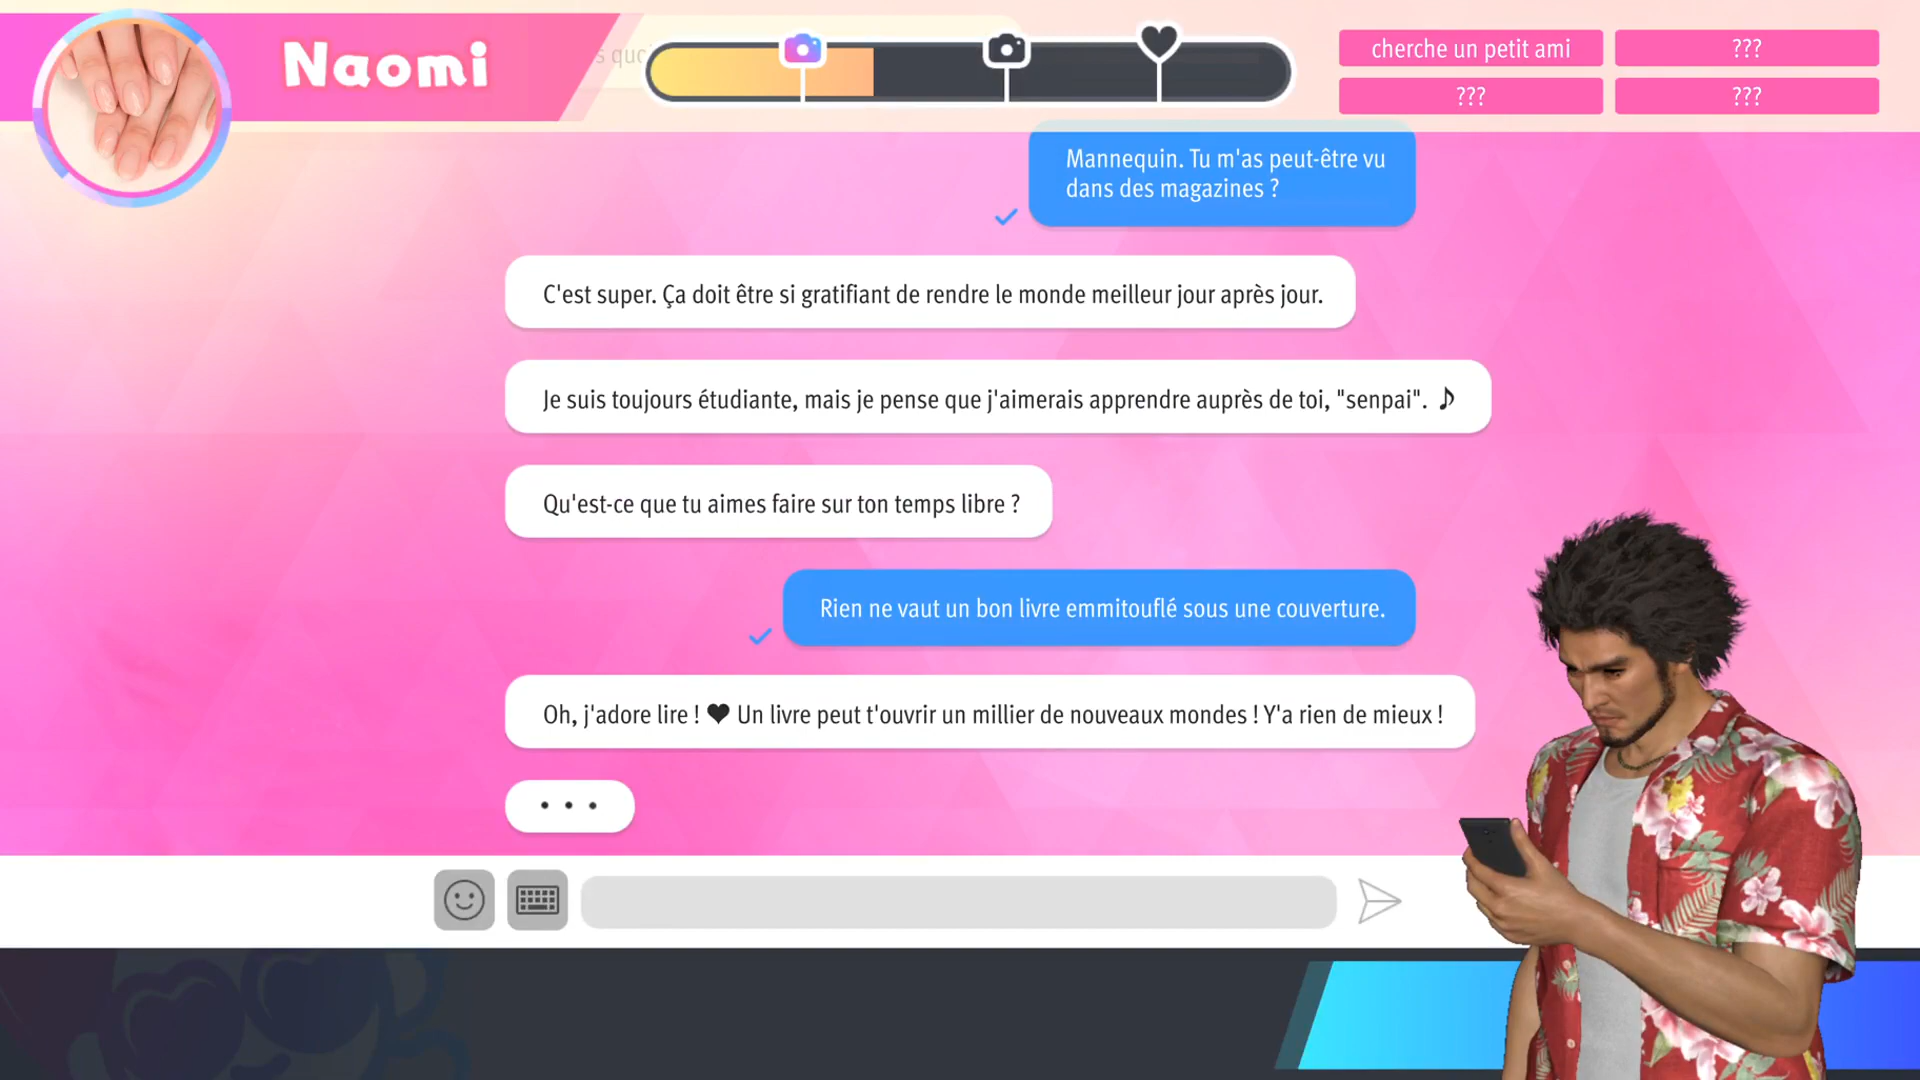 Naomi
cherche un petit ami
???
???
???
Mannequin. Tu m'as peut-être vu
dans des magazines ?
C'est super. Ça doit être si gratifiant de rendre le monde meilleur jour après jour.
Je suis toujours étudiante, mais je pense que j'aimerais apprendre auprès de toi, "senpai". ♪
Qu'est-ce que tu aimes faire sur ton temps libre ?
Rien ne vaut un bon livre emmitouflé sous une couverture.
Oh, j'adore lire ! ♥ Un livre peut t'ouvrir un millier de nouveaux mondes ! Y'a rien de mieux !
• • •